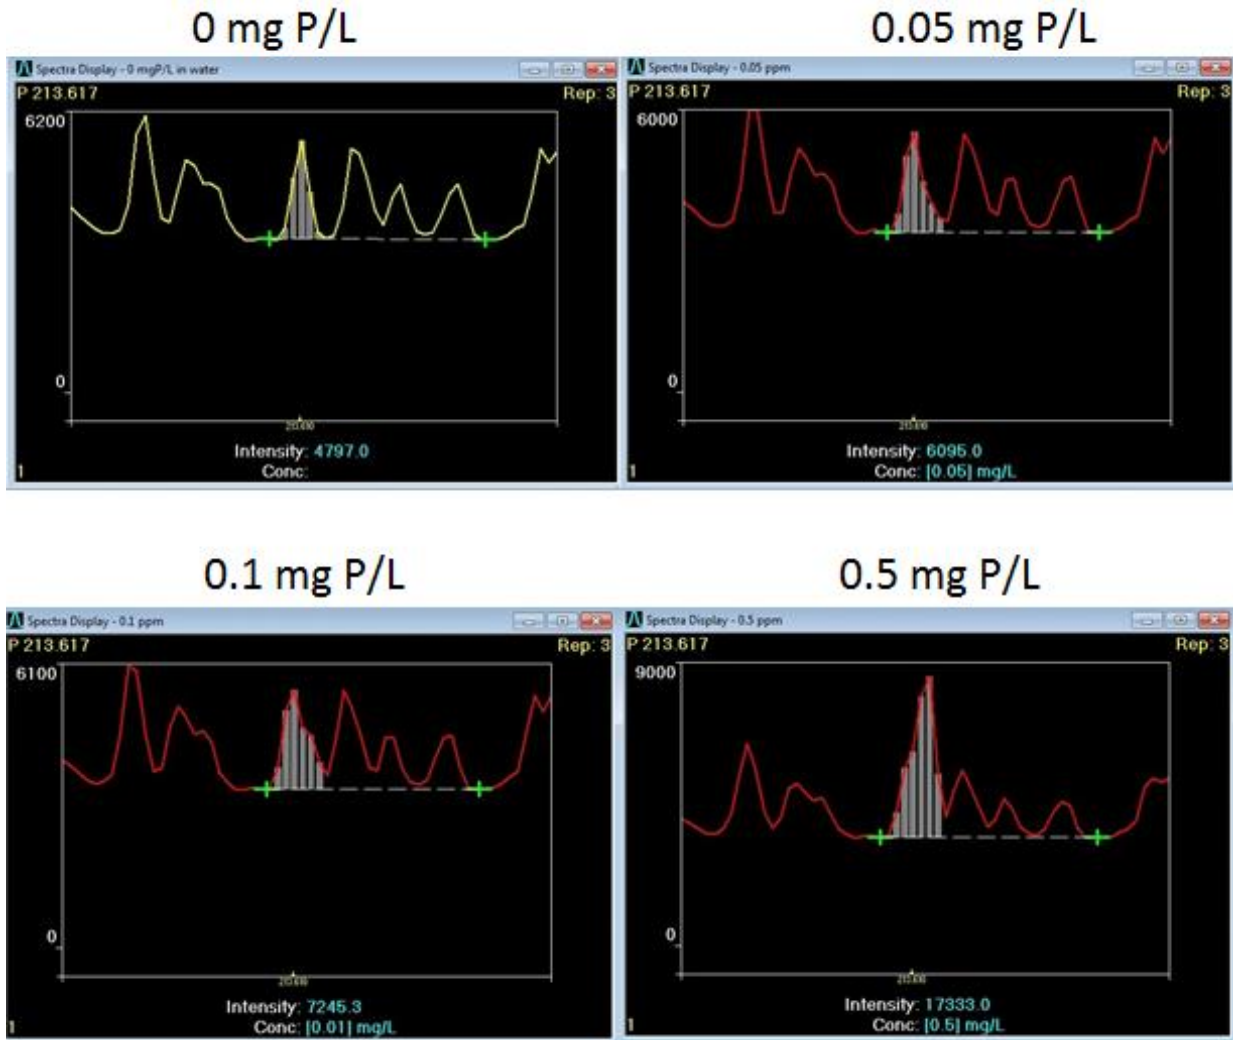 0 mg P/L
0.05 mg P/L
Spectra Display - 0 mgP/L in water
P 213.617
Rep: 3
6200
0
Intensity: 4797.0
Conc:
1
Spectra Display - 0.05 ppm
P 213.617
Rep: 3
6000
0
Intensity: 6095.0
Conc: [0.05] mg/L
1
0.1 mg P/L
0.5 mg P/L
Spectra Display - 0.1 ppm
P 213.617
Rep: 3
6100
0
Intensity: 7245.3
Conc: [0.01] mg/L
1
Spectra Display - 0.5 ppm
P 213.617
Rep: 3
9000
0
Intensity: 17333.0
Conc: [0.5] mg/L
1